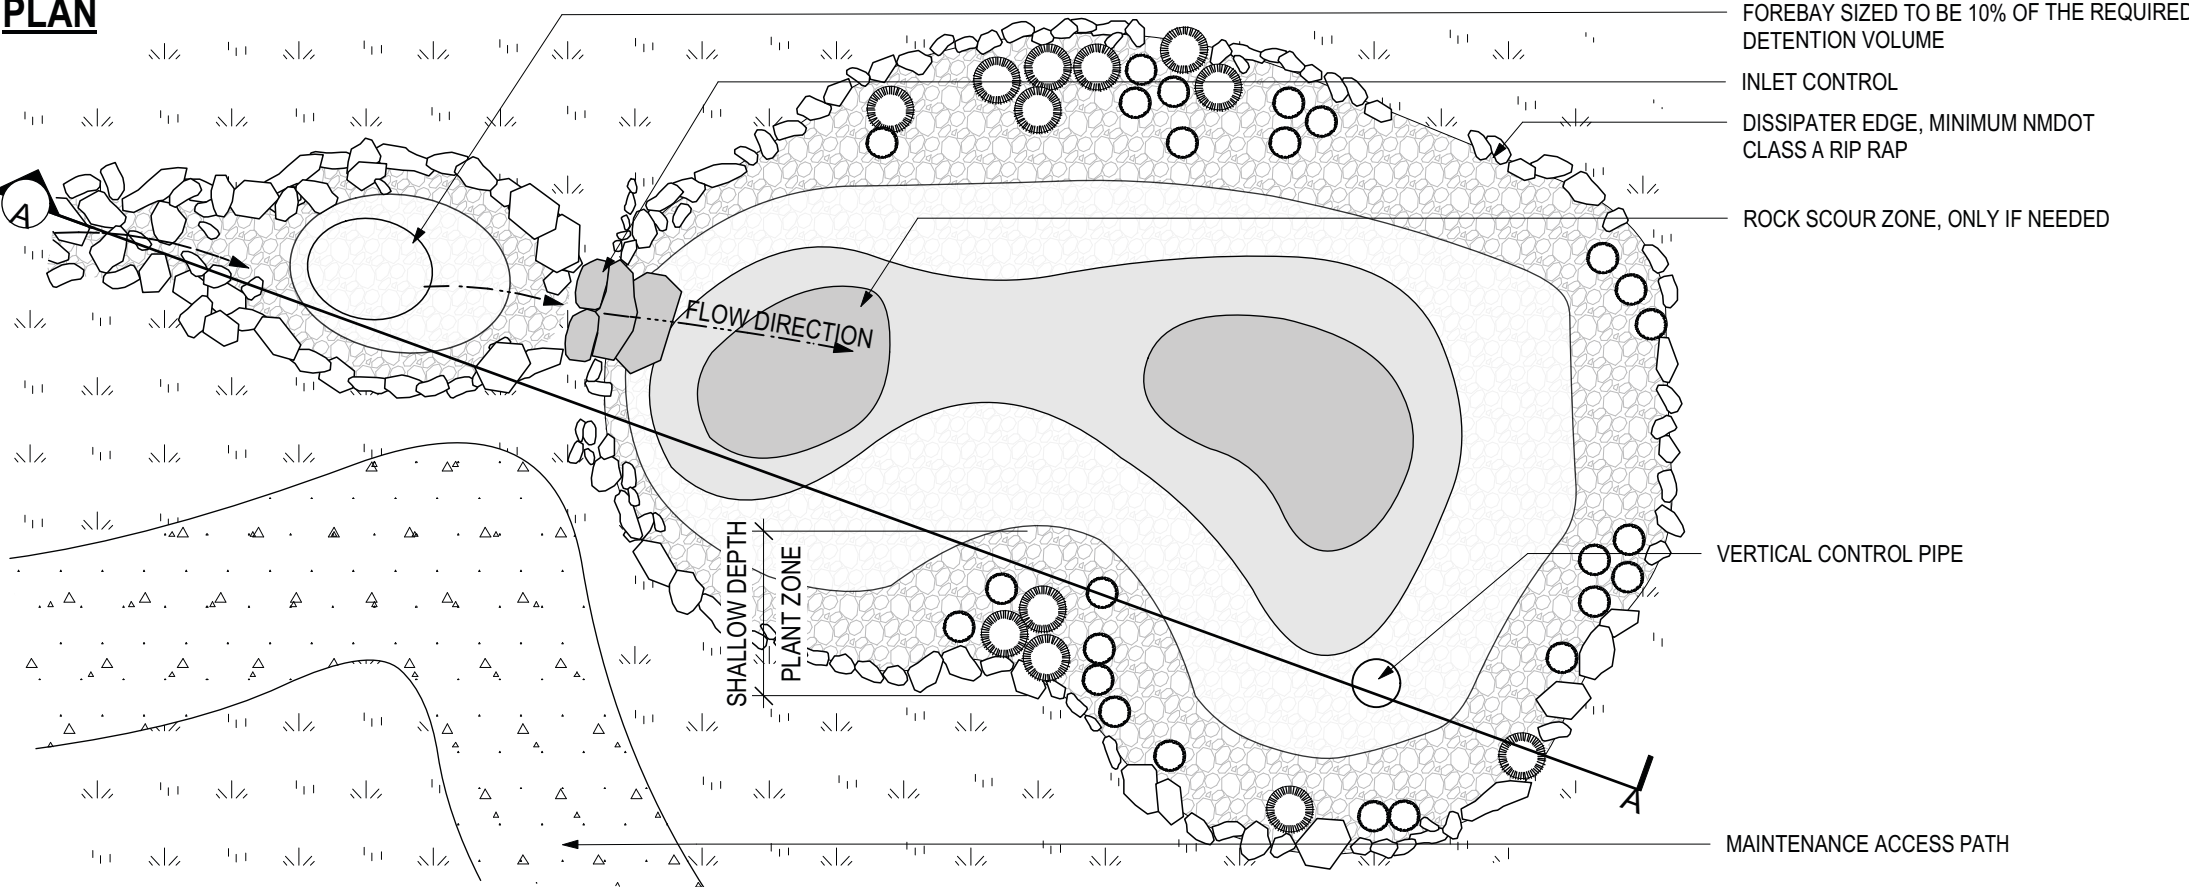 PLAN
FOREBAY SIZED TO BE 10% OF THE REQUIRED
DETENTION VOLUME
INLET CONTROL
DISSIPATER EDGE, MINIMUM NMDOT
CLASS A RIP RAP
A
ROCK SCOUR ZONE, ONLY IF NEEDED
FLOW DIRECTION
SHALLOW DEPTH
PLANT ZONE
VERTICAL CONTROL PIPE
A
MAINTENANCE ACCESS PATH